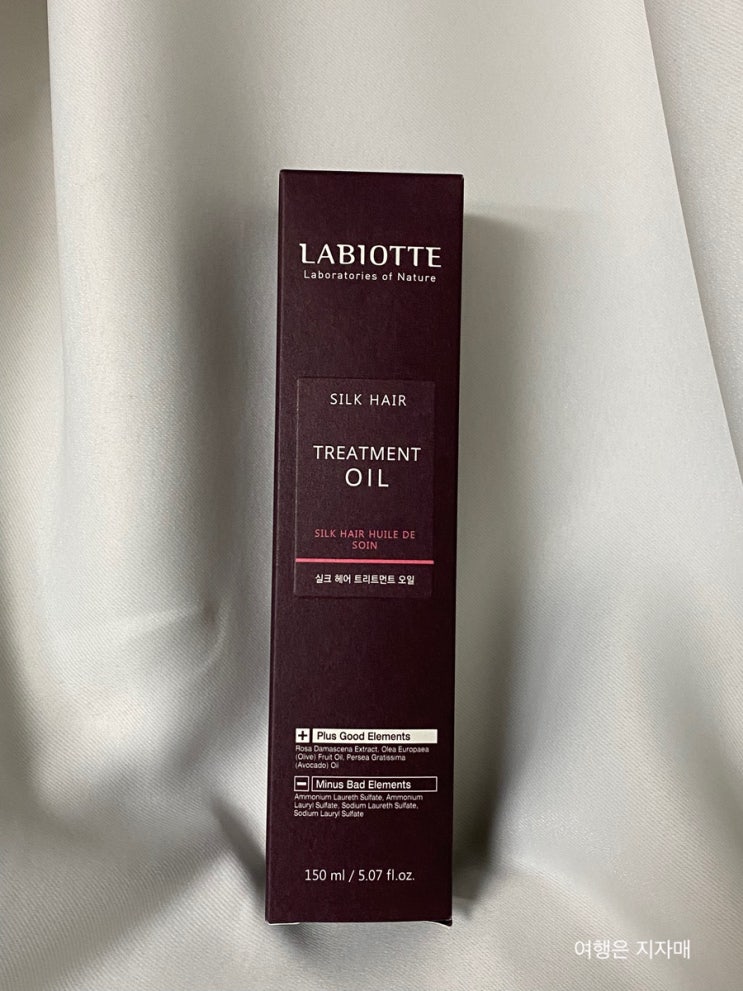 LABIOTTE
Laboratories of Nature
SILK HAIR
TREATMENT
OIL
SILK HAIR HUILE DE
SOIN
실크 헤어 트리트먼트 오일
+ Plus Good Elements
Rosa Damascena Extract, Olea Europaea
(Olive) Fruit Oil, Persea Gratissima
(Avocado) Oil
- Minus Bad Elements
Ammonium Laureth Sulfate, Ammonium
Lauryl Sulfate, Sodium Laureth Sulfate,
Sodium Lauryl Sulfate
150 ml / 5.07 fl.oz.
여행은 지자매